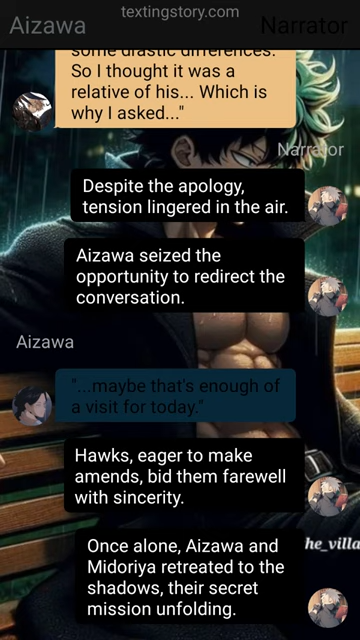 textingstory.com
Aizawa
Narrator
some drastic differences.
So I thought it was a
relative of his... Which is
why I asked..."
Narrator
Despite the apology,
tension lingered in the air.
Aizawa seized the
opportunity to redirect the
conversation.
Aizawa
"...maybe that's enough of
a visit for today."
Hawks, eager to make
amends, bid them farewell
with sincerity.
he_villa
Once alone, Aizawa and
Midoriya retreated to the
shadows, their secret
mission unfolding.